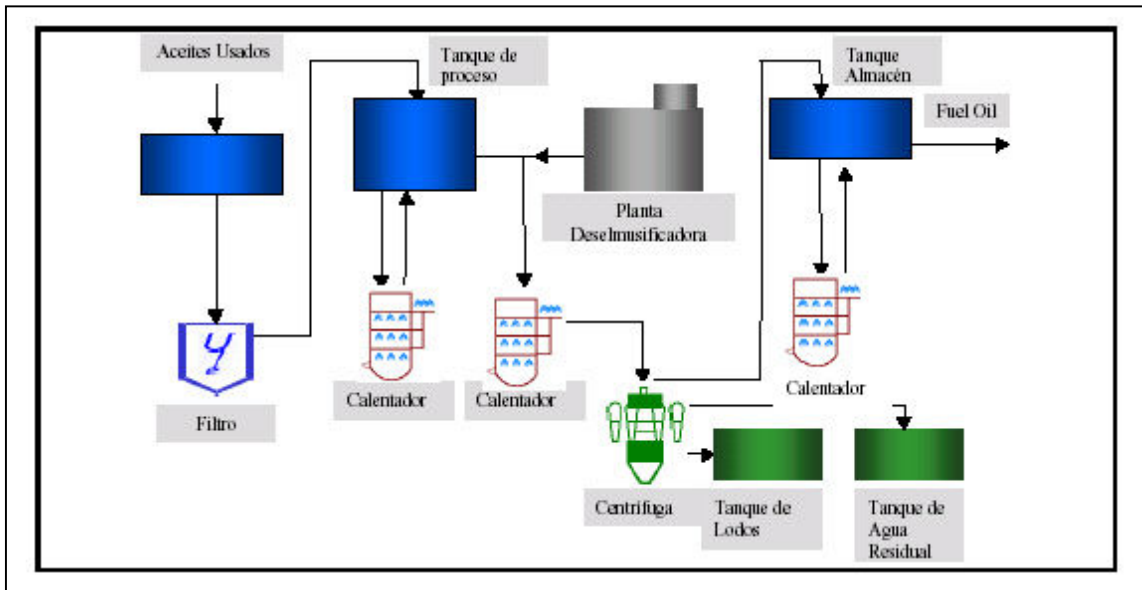 Aceites Usados
Tanque de
proceso
Tanque
Almacén
Fuel Oil
Planta
Deselmusificadora
Calentador
Calentador
Calentador
Filtro
Centrífuga
Tanque de
Lodos
Tanque de
Agua
Residual